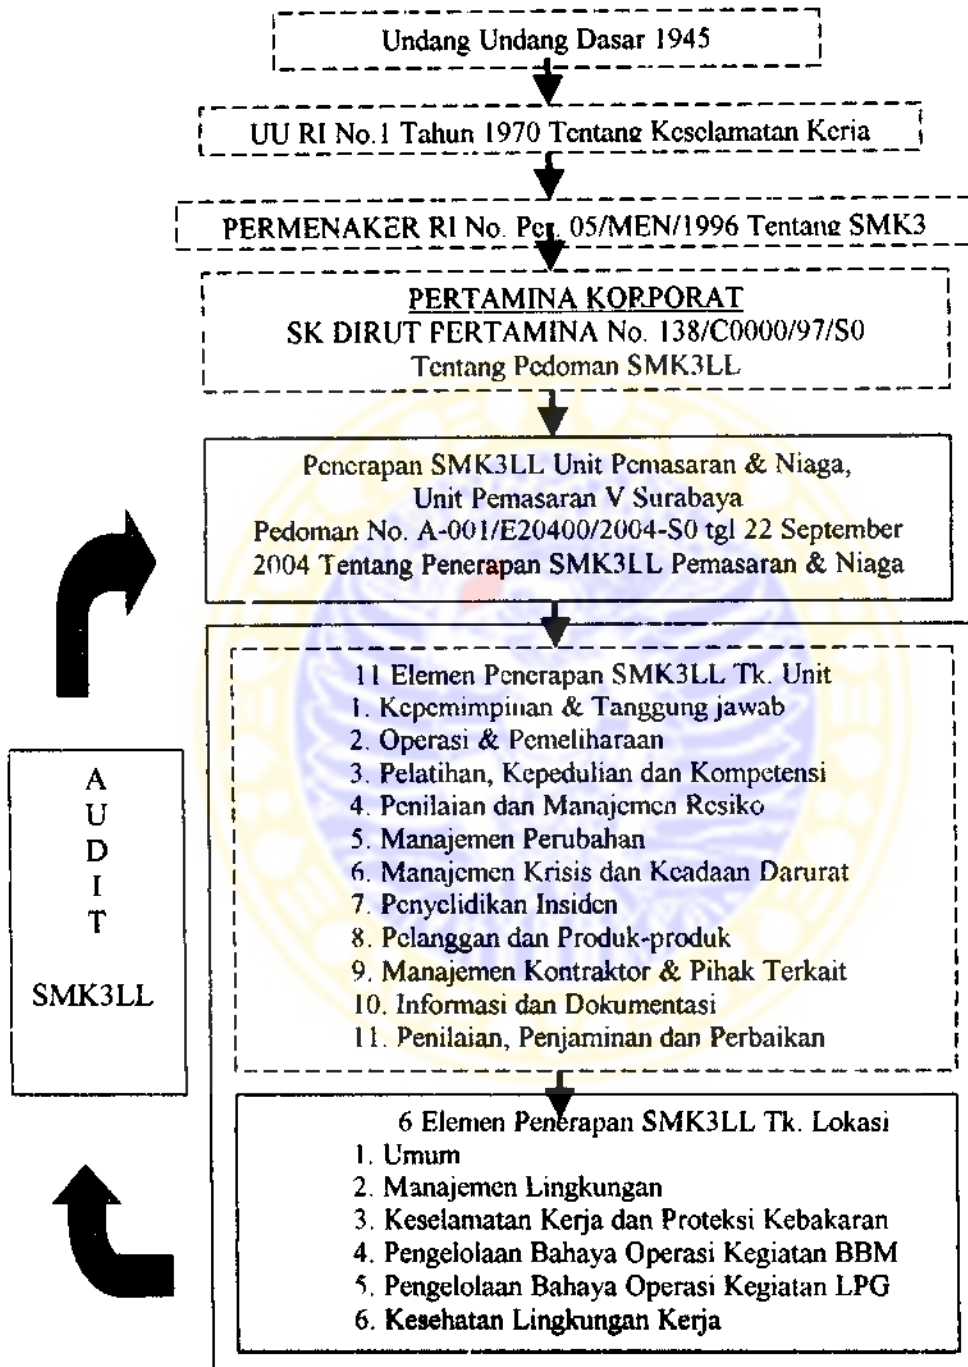 Undang Undang Dasar 1945
UU RI No.1 Tahun 1970 Tentang Keselamatan Kerja
PERMENAKER RI No. Per. 05/MEN/1996 Tentang SMK3
PERTAMINA KORPORAT
SK DIRUT PERTAMINA No. 138/C0000/97/S0
Tentang Pedoman SMK3LL
Penerapan SMK3LL Unit Pemasaran & Niaga,
Unit Pemasaran V Surabaya
Pedoman No. A-001/E20400/2004-S0 tgl 22 September
2004 Tentang Penerapan SMK3LL Pemasaran & Niaga
11 Elemen Penerapan SMK3LL Tk. Unit
1. Kepemimpinan & Tanggung jawab
2. Operasi & Pemeliharaan
3. Pelatihan, Kepedulian dan Kompetensi
4. Penilaian dan Manajemen Resiko
5. Manajemen Perubahan
6. Manajemen Krisis dan Keadaan Darurat
7. Penyelidikan Insiden
8. Pelanggan dan Produk-produk
9. Manajemen Kontraktor & Pihak Terkait
10. Informasi dan Dokumentasi
11. Penilaian, Penjaminan dan Perbaikan
A
U
D
I
T
SMK3LL
6 Elemen Penerapan SMK3LL Tk. Lokasi
1. Umum
2. Manajemen Lingkungan
3. Keselamatan Kerja dan Proteksi Kebakaran
4. Pengelolaan Bahaya Operasi Kegiatan BBM
5. Pengelolaan Bahaya Operasi Kegiatan LPG
6. Kesehatan Lingkungan Kerja